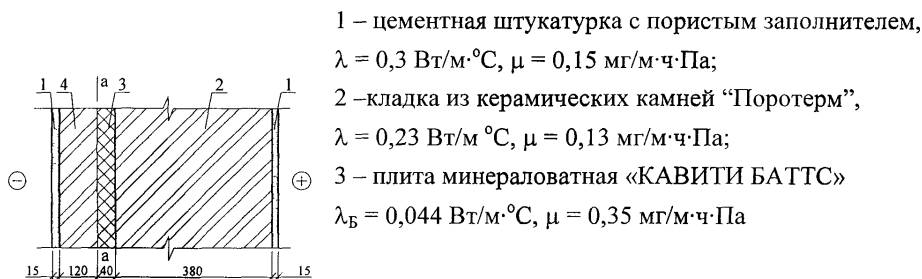 1 – цементная штукатурка с пористым заполнителем,
λ = 0,3 Вт/м·°С, μ = 0,15 мг/м·ч·Па;
2 –кладка из керамических камней “Поротерм”,
λ = 0,23 Вт/м °С, μ = 0,13 мг/м·ч·Па;
3 – плита минераловатная «КАВИТИ БАТТС»
λБ = 0,044 Вт/м·°С, μ = 0,35 мг/м·ч·Па
а
1 4 3 2 1
− +
а
15 120 40 380 15